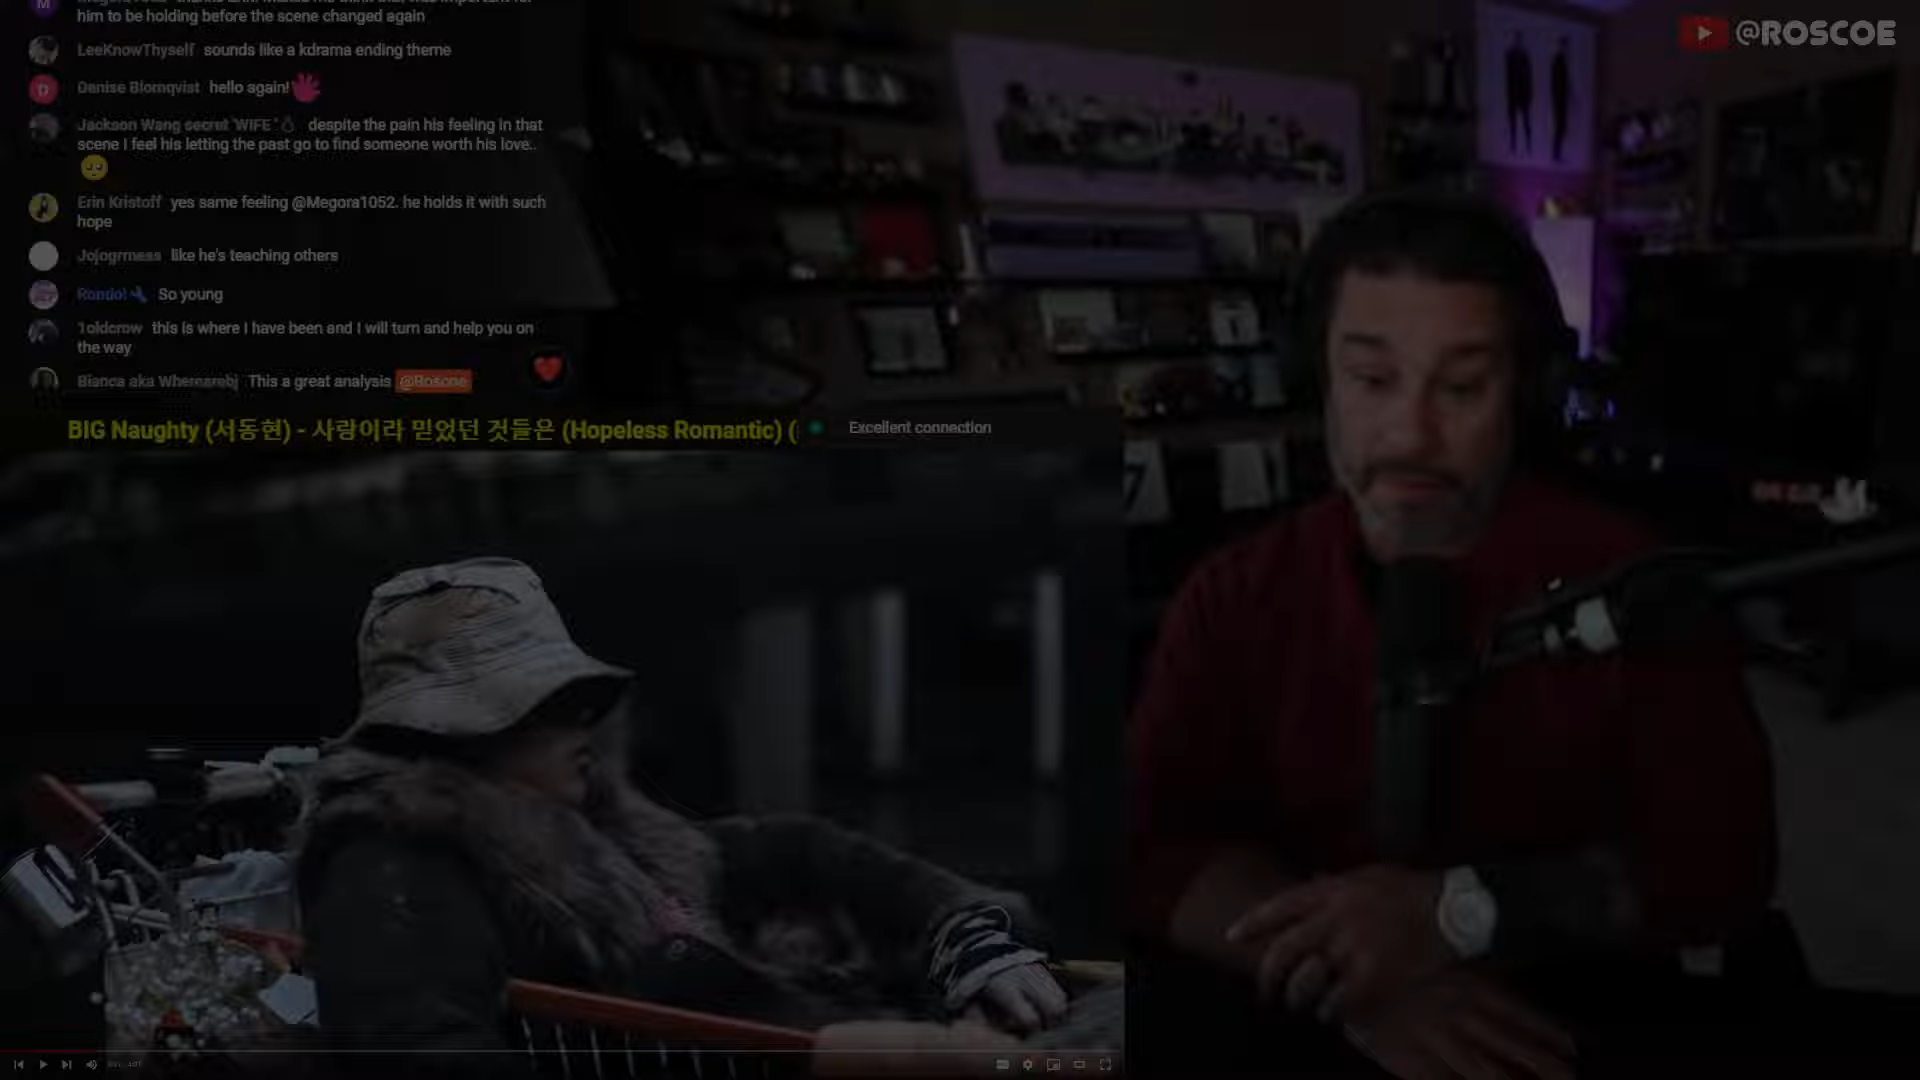 him to be holding before the scene changed again
@ROSCOE
LeeKnowThyself sounds like a kdrama ending theme
D Denise Blomqvist hello again!
Jackson Wang secret 'WIFE' despite the pain his feeling in that
scene I feel his letting the past go to find someone worth his love..
Erin Kristoff yes same feeling @Megora1052. he holds it with such
hope
Jojogrrness like he's teaching others
So young
1oldcrow this is where I have been and I will turn and help you on
the way
Bianca aka This a great analysis @Roscoe
BIG Naughty (서동현) - 사랑이라 믿었던 것들은 (Hopeless Romantic) (
Excellent connection